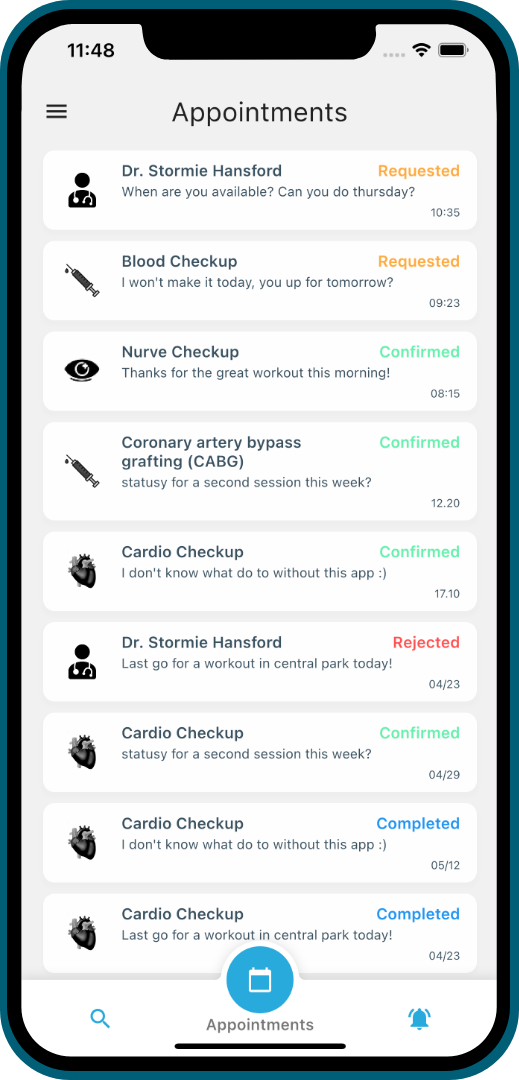 11:48
Appointments
Dr. Stormie Hansford Requested
When are you available? Can you do thursday?
10:35
Blood Checkup Requested
I won't make it today, you up for tomorrow?
09:23
Nurve Checkup Confirmed
Thanks for the great workout this morning!
08:15
Coronary artery bypass Confirmed
grafting (CABG)
statusy for a second session this week?
12.20
Cardio Checkup Confirmed
I don't know what do to without this app :)
17.10
Dr. Stormie Hansford Rejected
Last go for a workout in central park today!
04/23
Cardio Checkup Confirmed
statusy for a second session this week?
04/29
Cardio Checkup Completed
I don't know what do to without this app :)
05/12
Cardio Checkup Completed
Last go for a workout in central park today!
04/23
Appointments